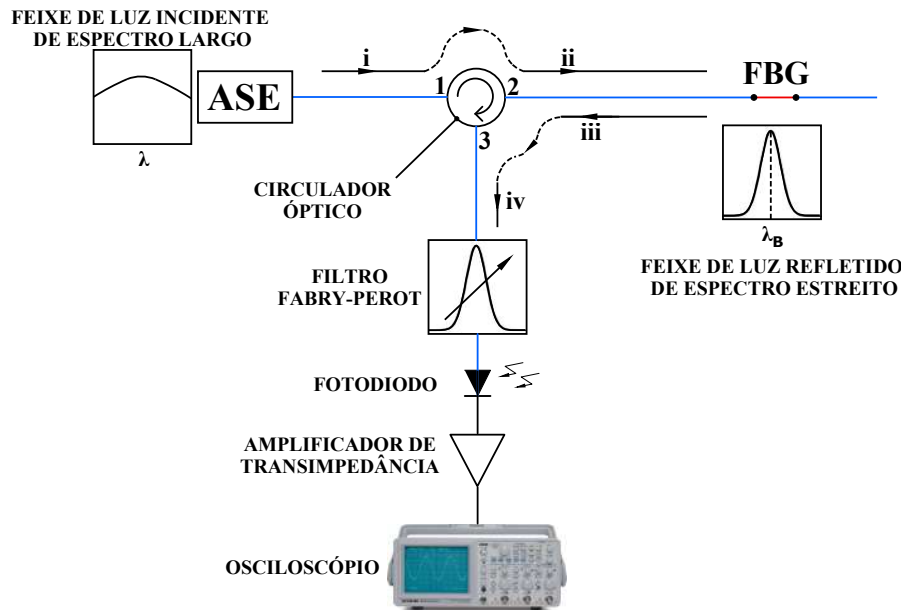 FEIXE DE LUZ INCIDENTE
DE ESPECTRO LARGO
λ
ASE
i
ii
1
2
3
FBG
iii
iv
CIRCULADOR
ÓPTICO
λB
FEIXE DE LUZ REFLETIDO
DE ESPECTRO ESTREITO
FILTRO
FABRY-PEROT
FOTODIODO
AMPLIFICADOR DE
TRANSIMPEDÂNCIA
OSCILOSCÓPIO